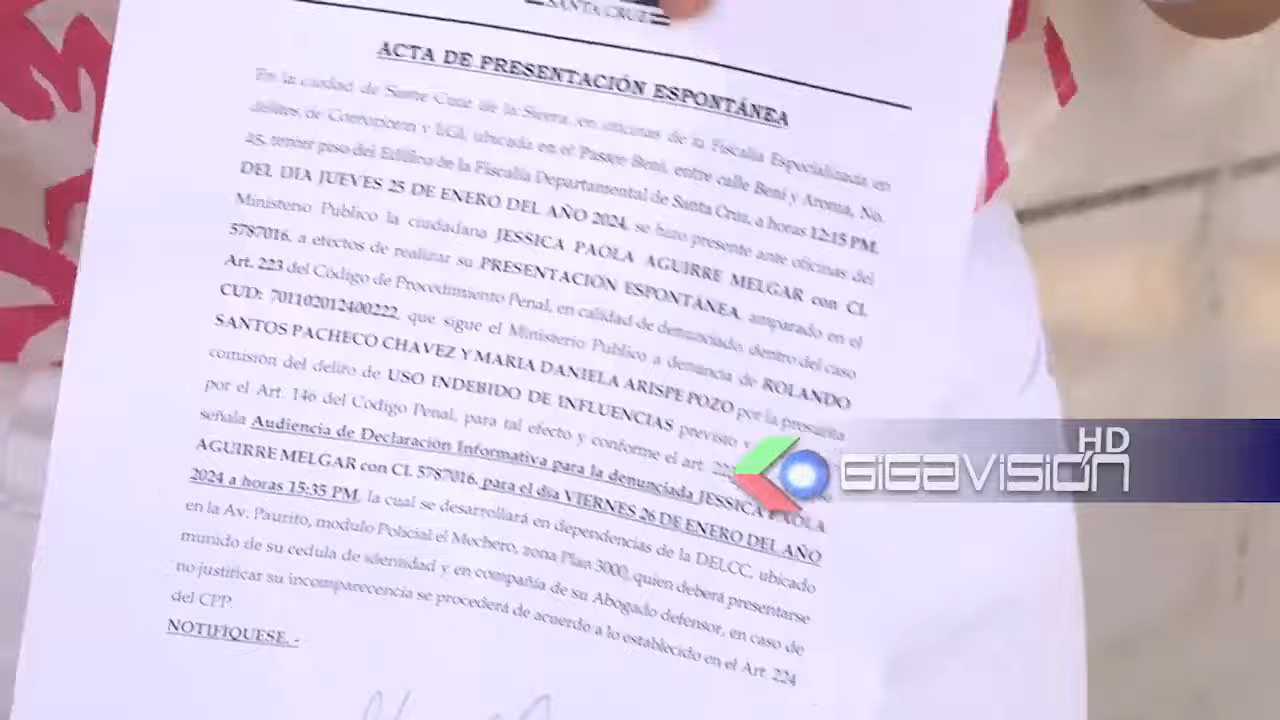 SANTA CRUZ
ACTA DE PRESENTACIÓN ESPONTÁNEA
En la ciudad de Santa Cruz de la Sierra, en oficinas de la Fiscalía Especializada en
delitos de Corrupción y LGI, ubicada en el Paseo Beni, entre calle Beni y Aroma, No.
45, tercer piso del Edificio de la Fiscalía Departamental de Santa Cruz, a horas 12:15 PM.
DEL DIA JUEVES 25 DE ENERO DEL AÑO 2024, se hizo presente ante oficinas del
Ministerio Publico la ciudadana JESSICA PAOLA AGUIRRE MELGAR con CI.
5787016, a efectos de realizar su PRESENTACIÓN ESPONTÁNEA, amparado en el
Art. 223 del Código de Procedimiento Penal, en calidad de denunciado, dentro del caso
CUD: 701102012400222, que sigue el Ministerio Publico a denuncia de ROLANDO
SANTOS PACHECO CHAVEZ Y MARIA DANIELA ARISPE POZO por la presunta
comisión del delito de USO INDEBIDO DE INFLUENCIAS previsto y
por el Art. 146 del Código Penal, para tal efecto y conforme el art. 223
señala Audiencia de Declaración Informativa para la denunciada JESSICA PAOLA
AGUIRRE MELGAR con CI. 5787016, para el día VIERNES 26 DE ENERO DEL AÑO
2024 a horas 15:35 PM, la cual se desarrollará en dependencias de la DELCC, ubicado
en la Av. Paurito, modulo Policial el Mechero, zona Plan 3000, quien deberá presentarse
munido de su cedula de identidad y en compañía de su Abogado defensor, en caso de
no justificar su incomparecencia se procederá de acuerdo a lo establecido en el Art. 224
del CPP.
NOTIFÍQUESE. -
GIGAVISIÓN HD